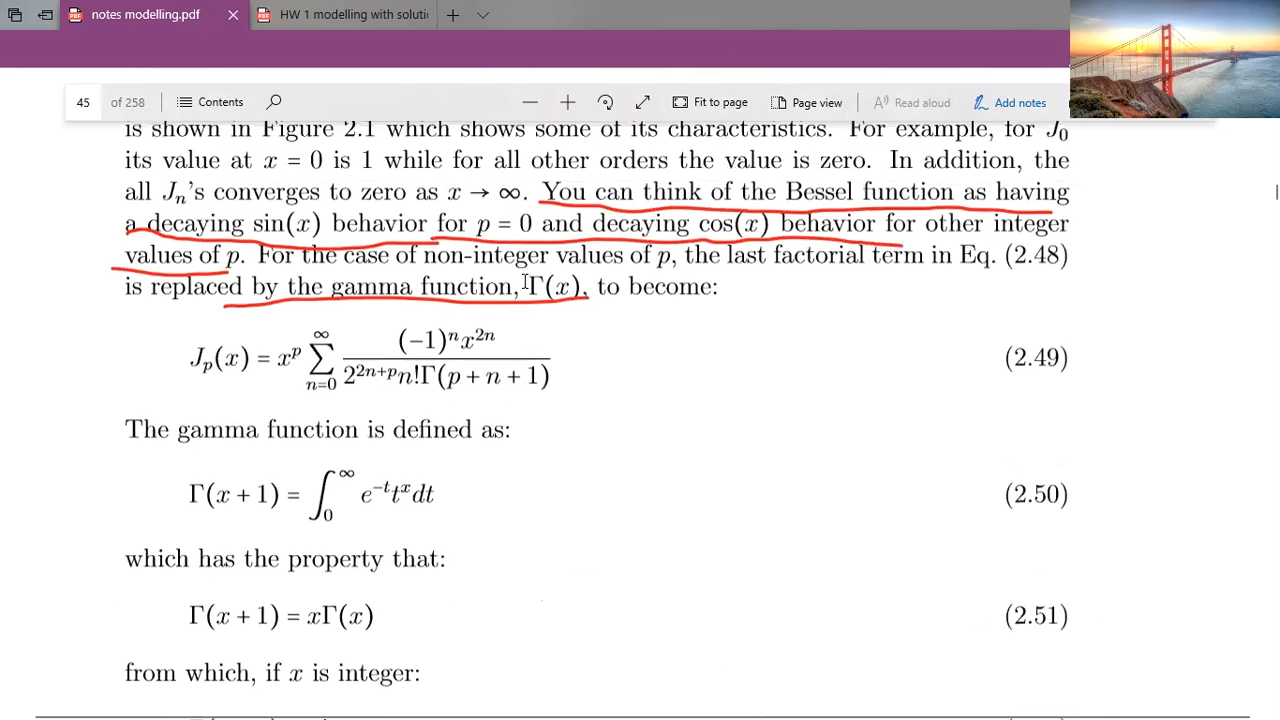 notes modelling.pdf
HW 1 modelling with soluti
45 of 258 Contents Fit to page Page view Read aloud Add notes
is shown in Figure 2.1 which shows some of its characteristics. For example, for J₀
its value at x = 0 is 1 while for all other orders the value is zero. In addition, the
all Jₙ's converges to zero as x → ∞. You can think of the Bessel function as having
a decaying sin(x) behavior for p = 0 and decaying cos(x) behavior for other integer
values of p. For the case of non-integer values of p, the last factorial term in Eq. (2.48)
is replaced by the gamma function, Γ(x), to become:
J_p(x) = x^p ∑_{n=0}^{∞} (−1)^n x^{2n} / 2^{2n+p} n!Γ(p + n + 1) (2.49)
The gamma function is defined as:
Γ(x + 1) = ∫_0^∞ e^{−t} t^x dt (2.50)
which has the property that:
Γ(x + 1) = xΓ(x) (2.51)
from which, if x is integer: